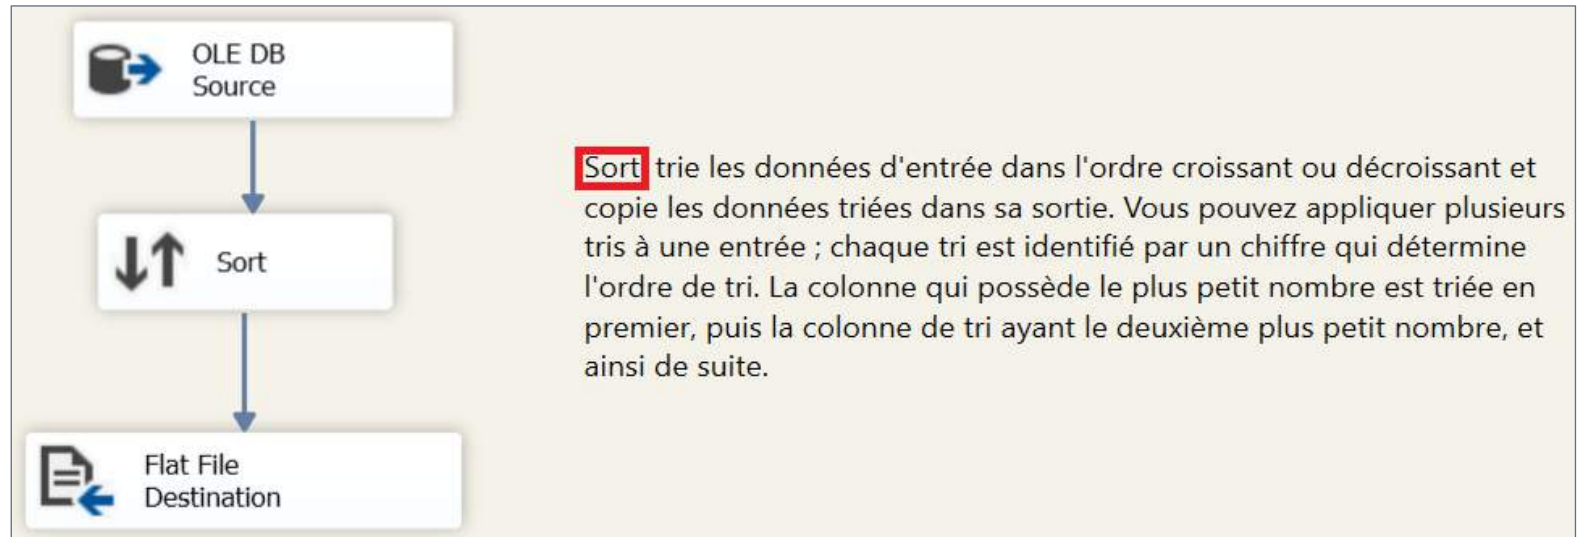 OLE DB
Source
Sort trie les données d'entrée dans l'ordre croissant ou décroissant et
copie les données triées dans sa sortie. Vous pouvez appliquer plusieurs
tris à une entrée ; chaque tri est identifié par un chiffre qui détermine
l'ordre de tri. La colonne qui possède le plus petit nombre est triée en
premier, puis la colonne de tri ayant le deuxième plus petit nombre, et
ainsi de suite.
Sort
Flat File
Destination